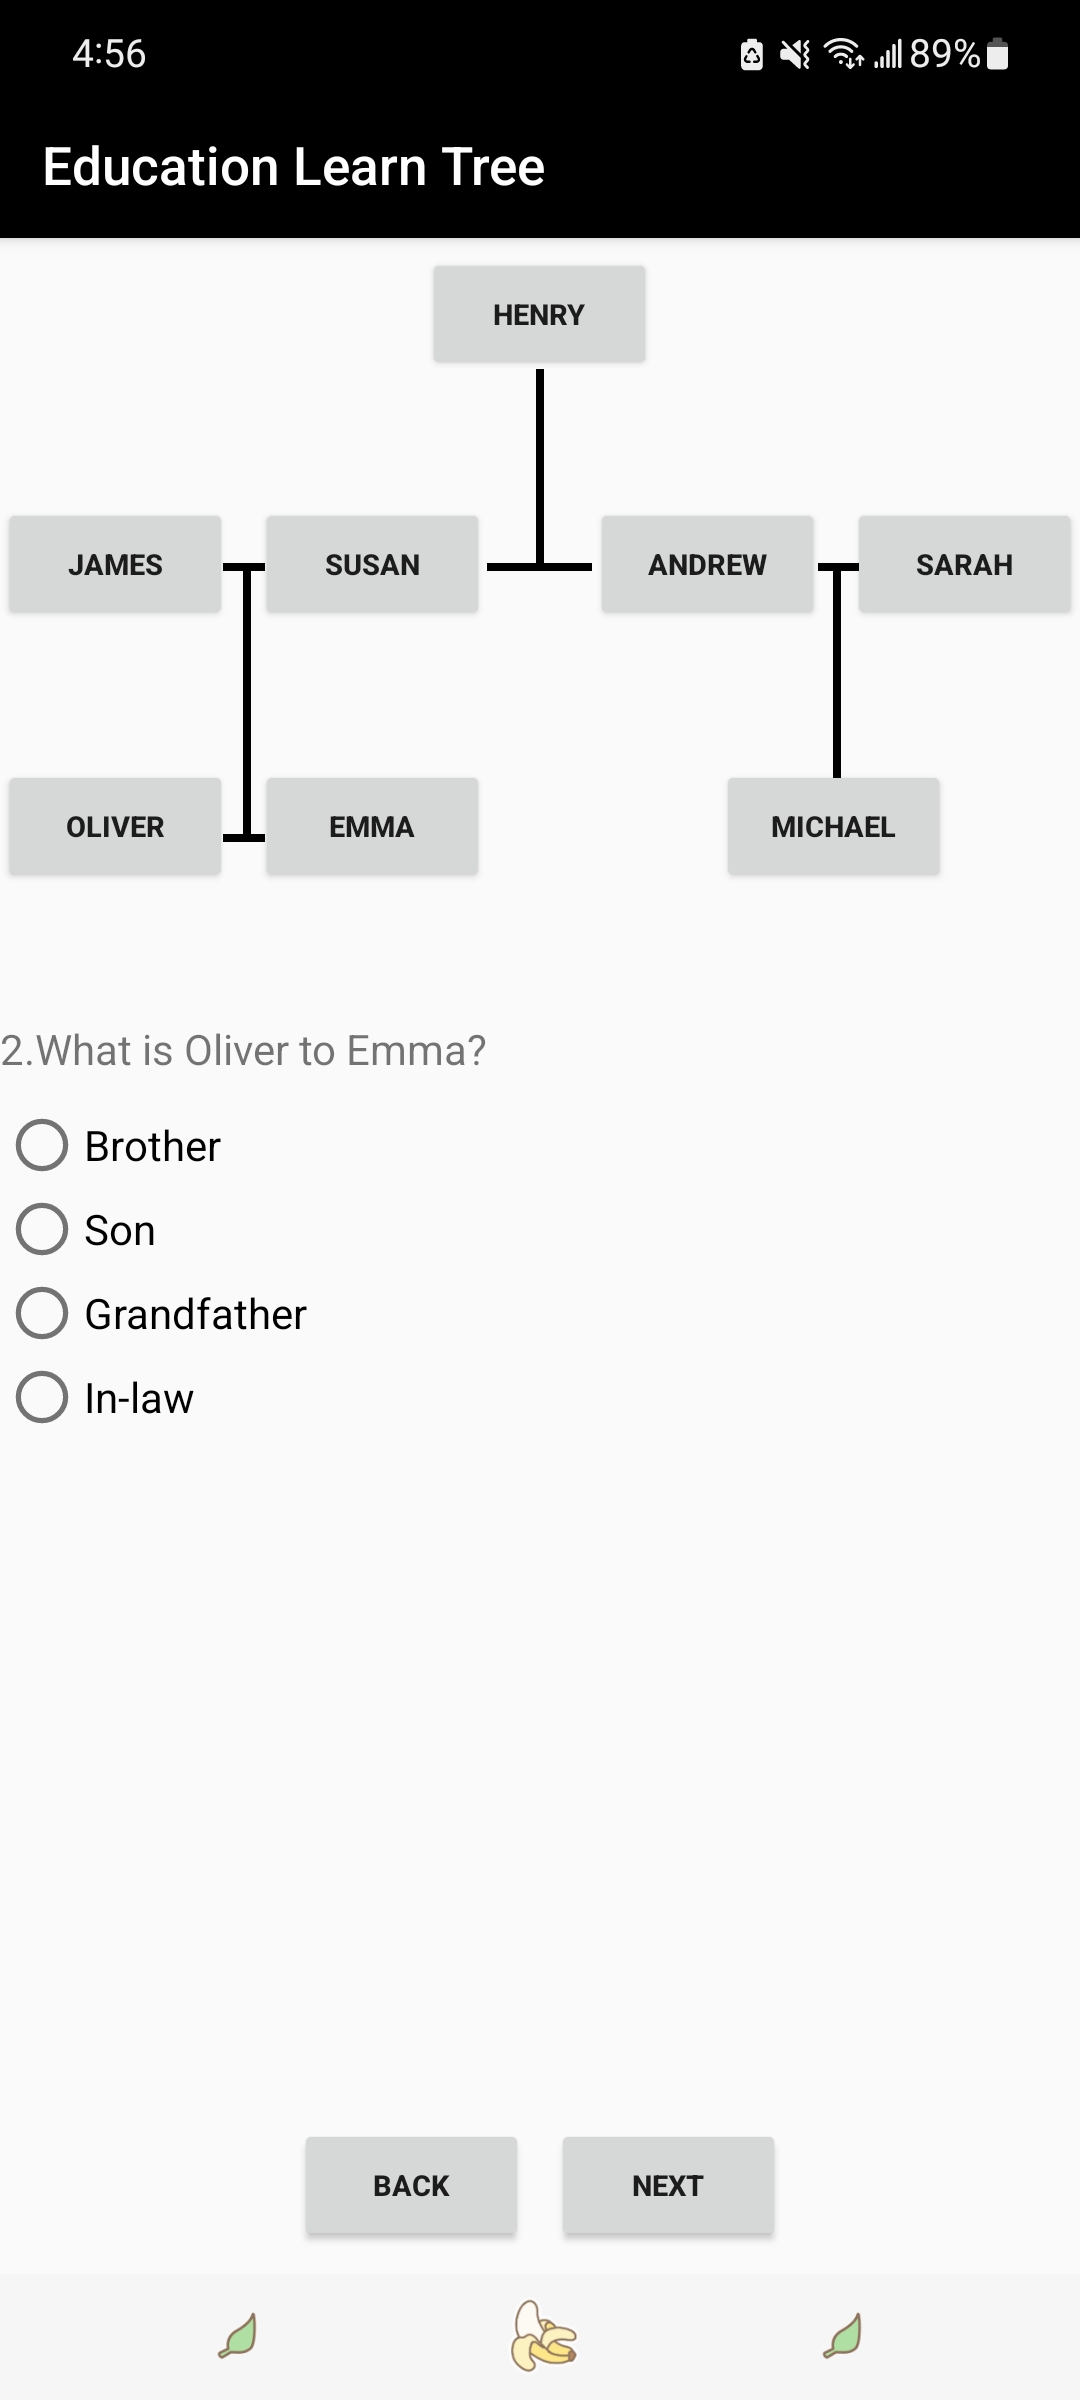 4:56 89%
Education Learn Tree
HENRY
JAMES SUSAN ANDREW SARAH
OLIVER EMMA MICHAEL
2.What is Oliver to Emma?
Brother
Son
Grandfather
In-law
BACK NEXT